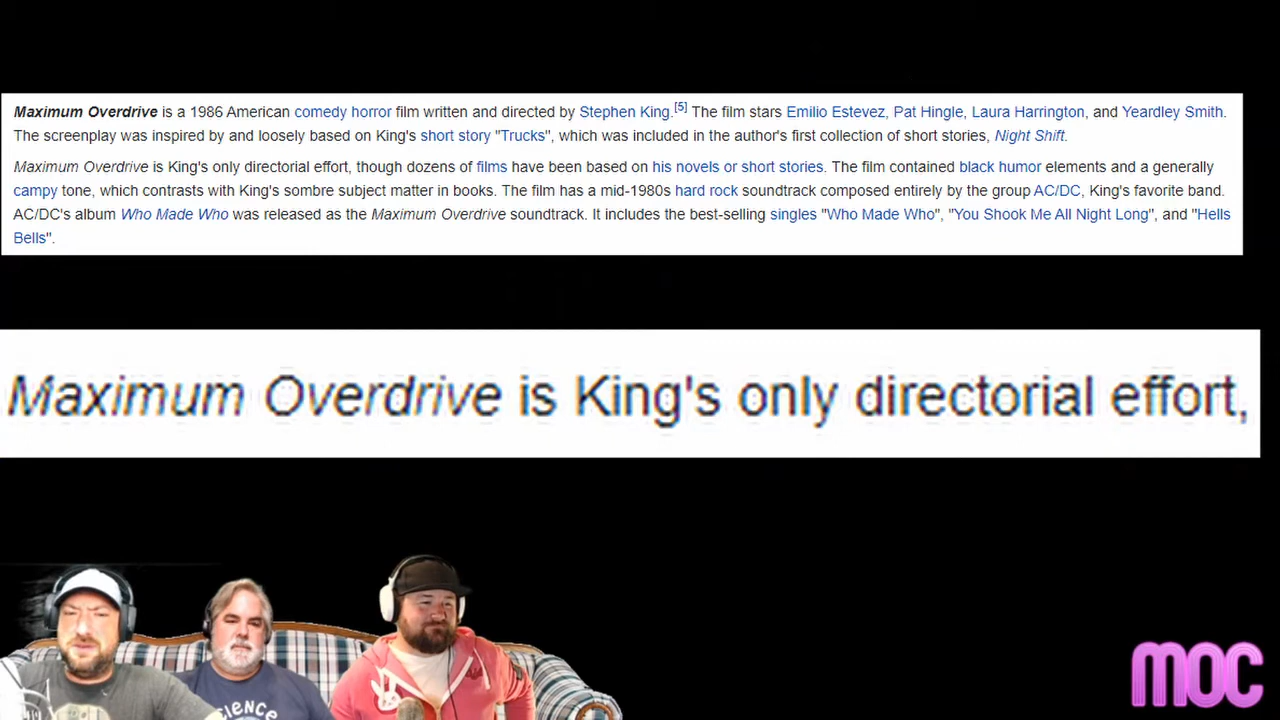 Maximum Overdrive is a 1986 American comedy horror film written and directed by Stephen King.[5] The film stars Emilio Estevez, Pat Hingle, Laura Harrington, and Yeardley Smith.
The screenplay was inspired by and loosely based on King's short story "Trucks", which was included in the author's first collection of short stories, Night Shift.
Maximum Overdrive is King's only directorial effort, though dozens of films have been based on his novels or short stories. The film contained black humor elements and a generally
campy tone, which contrasts with King's sombre subject matter in books. The film has a mid-1980s hard rock soundtrack composed entirely by the group AC/DC, King's favorite band.
AC/DC's album Who Made Who was released as the Maximum Overdrive soundtrack. It includes the best-selling singles "Who Made Who", "You Shook Me All Night Long", and "Hells
Bells".
Maximum Overdrive is King's only directorial effort,
SCIENCE
MOC